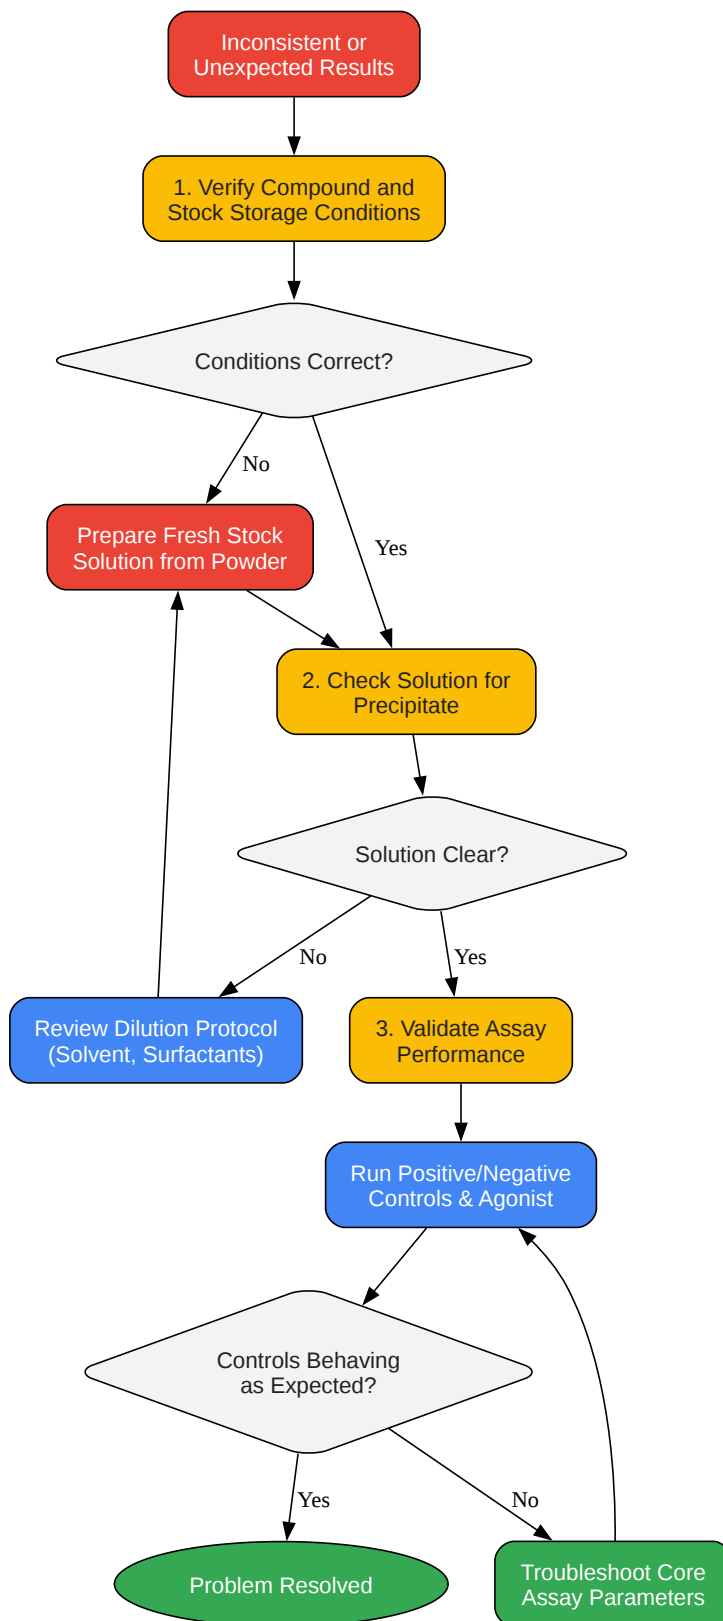 Inconsistent or
Unexpected Results
1. Verify Compound and
Stock Storage Conditions
Conditions Correct?
No
Yes
Prepare Fresh Stock
Solution from Powder
2. Check Solution for
Precipitate
Solution Clear?
No
Yes
Review Dilution Protocol
(Solvent, Surfactants)
3. Validate Assay
Performance
Run Positive/Negative
Controls & Agonist
Controls Behaving
as Expected?
Yes
No
Problem Resolved
Troubleshoot Core
Assay Parameters